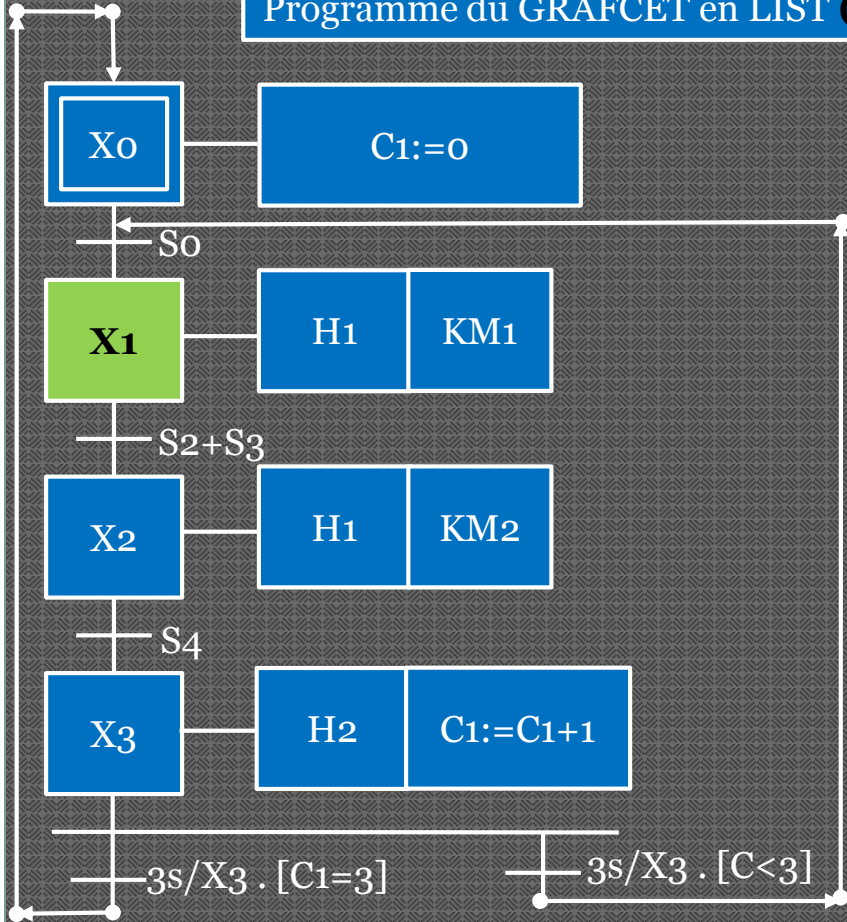 Programme du GRAFCET en LIST (
X0
C1:=0
S0
X1
H1
KM1
S2+S3
X2
H1
KM2
S4
X3
H2
C1:=C1+1
3s/X3 . [C1=3]
3s/X3 . [C<3]